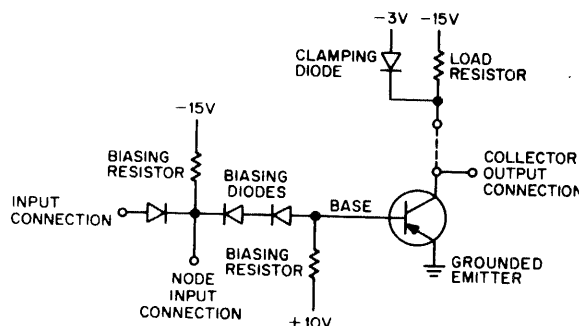 −3V
−15V
CLAMPING
DIODE
LOAD
RESISTOR
−15V
BIASING
RESISTOR
BIASING
DIODES
COLLECTOR
OUTPUT
CONNECTION
INPUT
CONNECTION
BASE
NODE
INPUT
CONNECTION
BIASING
RESISTOR
GROUNDED
EMITTER
+10V